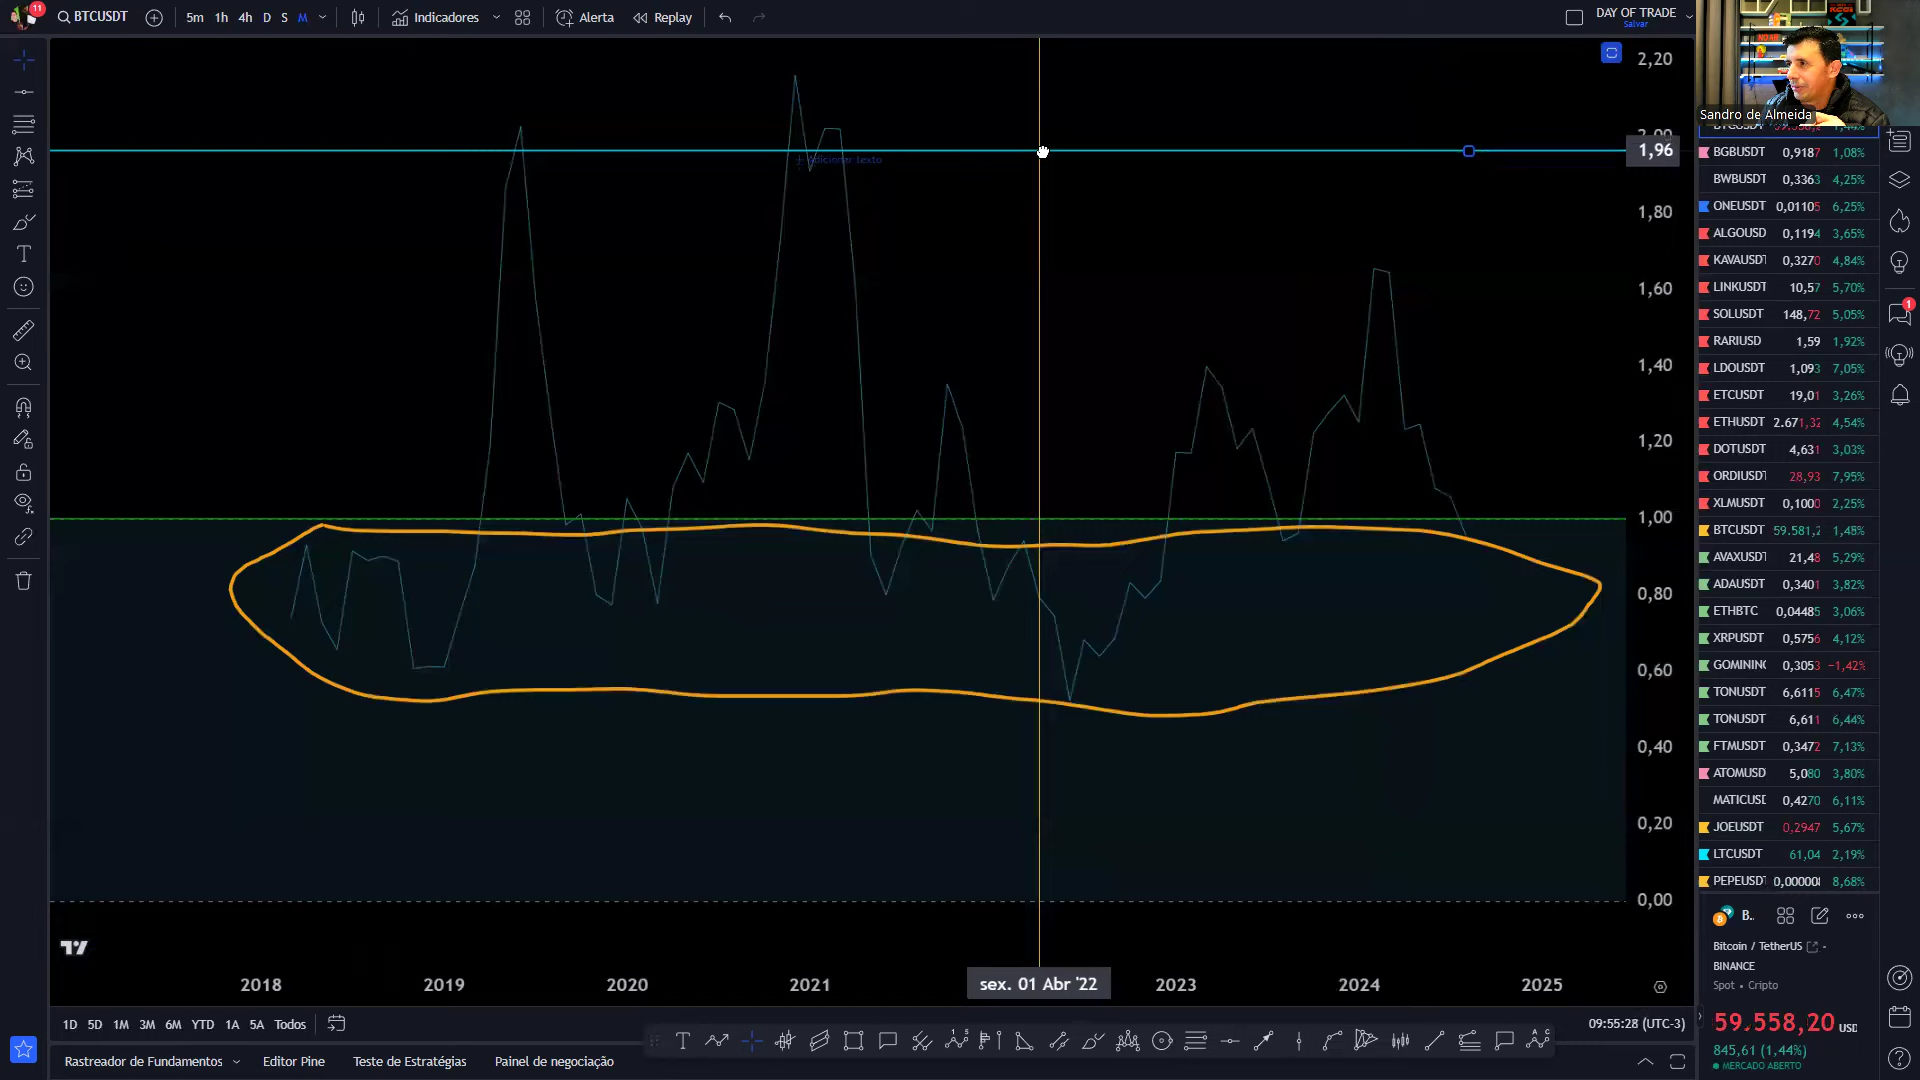 11
BTCUSDT
5m 1h 4h D S M
Indicadores
Alerta
Replay
DAY OF TRADE
Salvar
Sandro de Almeida
+ Adicionar texto
2,20
2,00
1,96
1,80
1,60
1,40
1,20
1,00
0,80
0,60
0,40
0,20
0,00
2018 2019 2020 2021 sex. 01 Abr '22 2023 2024 2025
BGBUSDT 0,9187 1,08%
BWBUSDT 0,3363 4,25%
ONEUSDT 0,01105 6,25%
ALGOUSD 0,1194 3,65%
KAVAUSDT 0,3270 4,84%
LINKUSDT 10,57 5,70%
SOLUSDT 148,72 5,05%
RARIUSD 1,59 1,92%
LDOUSDT 1,093 7,05%
ETCUSDT 19,01 3,26%
ETHUSDT 2.671,32 4,54%
DOTUSDT 4,631 3,03%
ORDIUSDT 28,93 7,95%
XLMUSDT 0,1000 2,25%
BTCUSDT 59.581,2 1,48%
AVAXUSDT 21,48 5,29%
ADAUSDT 0,3401 3,82%
ETHBTC 0,04485 3,06%
XRPUSDT 0,5756 4,12%
GOMINING 0,3053 −1,42%
TONUSDT 6,6115 6,47%
TONUSDT 6,611 6,44%
FTMUSDT 0,3472 7,13%
ATOMUSD 5,080 3,80%
MATICUSD 0,4270 6,11%
JOEUSDT 0,2947 5,67%
LTCUSDT 61,04 2,19%
PEPEUSDT 0,000000 8,68%
1
B.
Bitcoin / TetherUS
BINANCE
Spot • Cripto
59.558,20 USD
845,61 (1,44%)
MERCADO ABERTO
1D 5D 1M 3M 6M YTD 1A 5A Todos
09:55:28 (UTC-3)
Rastreador de Fundamentos
Editor Pine
Teste de Estratégias
Painel de negociação